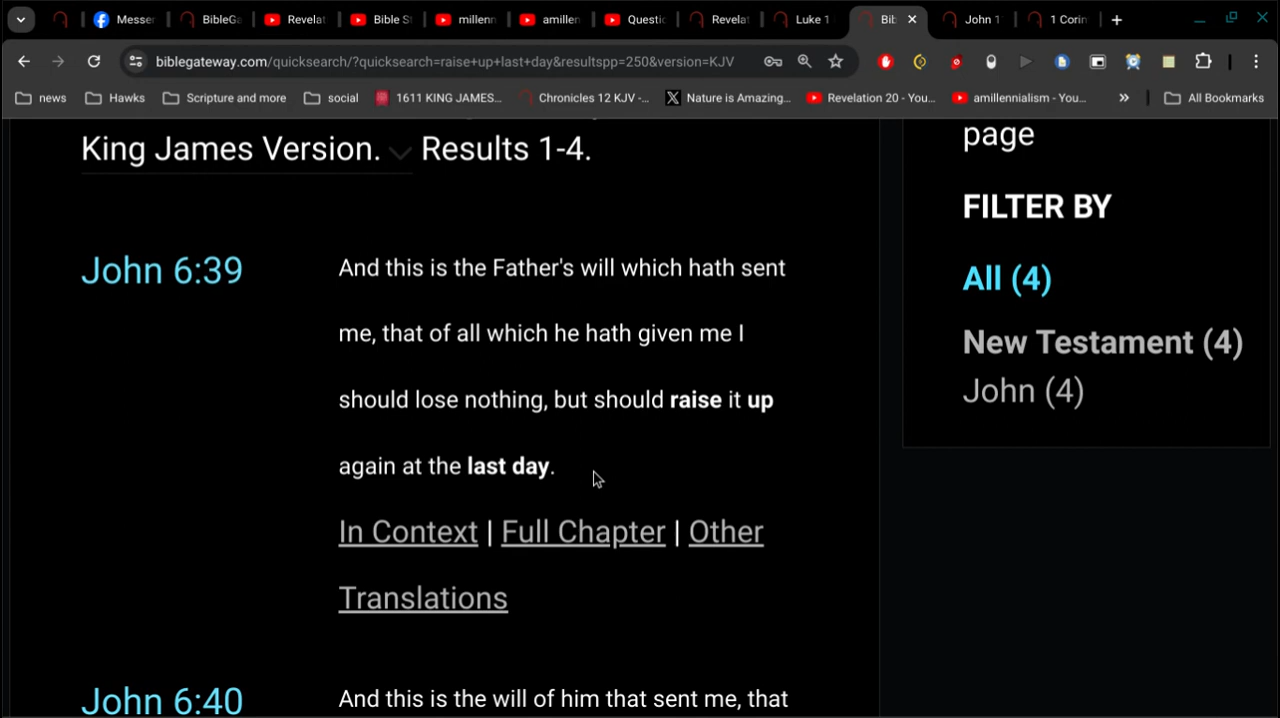 Messer
BibleGa
Revelat
Bible St
millenn
amillen
Questic
Revelat
Luke 1
Bib
John 1
1 Corin
biblegateway.com/quicksearch/?quicksearch=raise+up+last+day&resultspp=250&version=KJV
news
Hawks
Scripture and more
social
1611 KING JAMES...
Chronicles 12 KJV -...
Nature is Amazing...
Revelation 20 - You...
amillennialism - You...
All Bookmarks
King James Version. Results 1-4.
John 6:39
And this is the Father's will which hath sent
me, that of all which he hath given me I
should lose nothing, but should raise it up
again at the last day.
In Context | Full Chapter | Other
Translations
John 6:40
And this is the will of him that sent me, that
page
FILTER BY
All (4)
New Testament (4)
John (4)